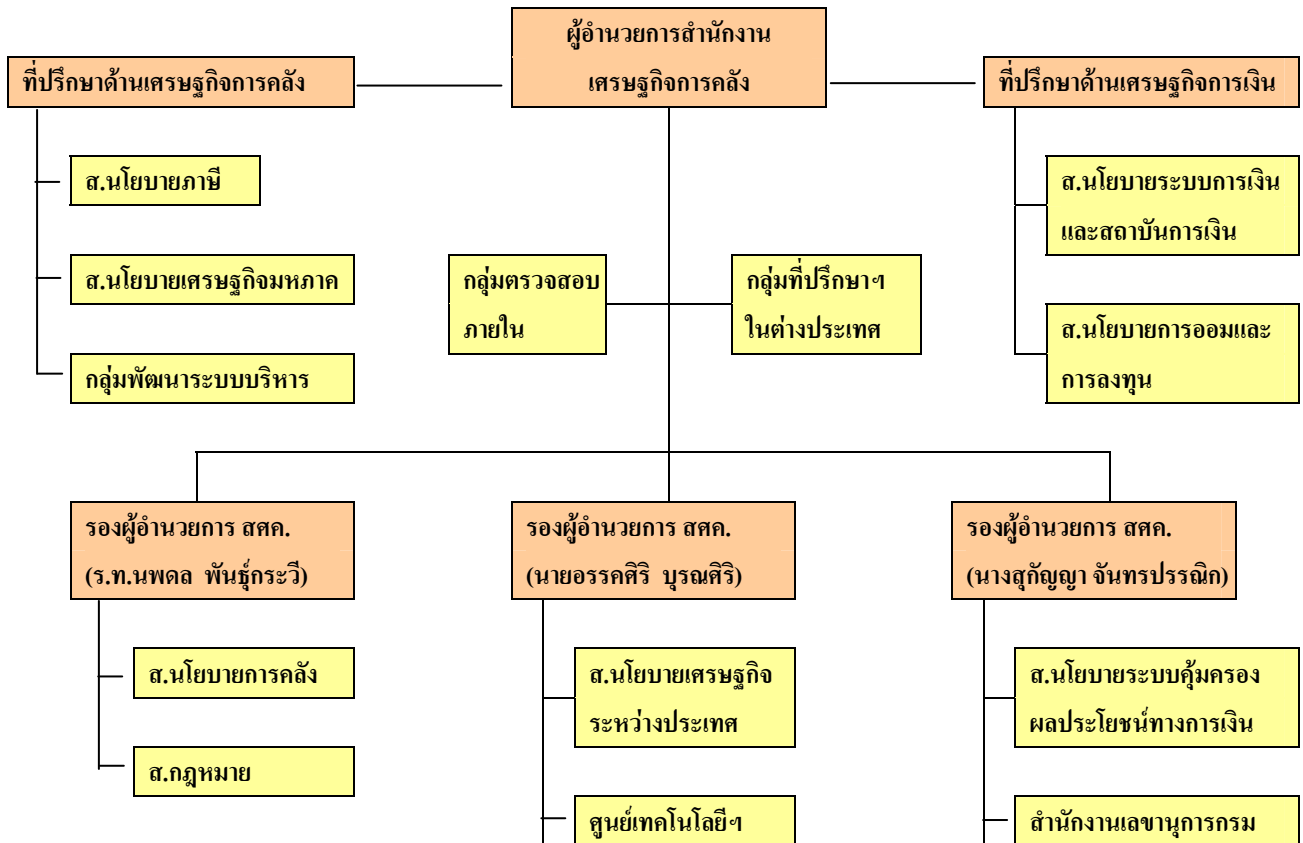 ผู้อำนวยการสำนักงาน
เศรษฐกิจการคลัง
ที่ปรึกษาด้านเศรษฐกิจการคลัง
ที่ปรึกษาด้านเศรษฐกิจการเงิน
ส.นโยบายภาษี
ส.นโยบายเศรษฐกิจมหภาค
กลุ่มพัฒนาระบบบริหาร
กลุ่มตรวจสอบ
ภายใน
กลุ่มที่ปรึกษาฯ
ในต่างประเทศ
ส.นโยบายระบบการเงิน
และสถาบันการเงิน
ส.นโยบายการออมและ
การลงทุน
รองผู้อำนวยการ สศค.
(ร.ท.นพดล พันธุ์กระวี)
ส.นโยบายการคลัง
ส.กฎหมาย
รองผู้อำนวยการ สศค.
(นายอรรคศิริ บุรณศิริ)
ส.นโยบายเศรษฐกิจ
ระหว่างประเทศ
ศูนย์เทคโนโลยีฯ
รองผู้อำนวยการ สศค.
(นางสุกัญญา จันทรปรรณิก)
ส.นโยบายระบบคุ้มครอง
ผลประโยชน์ทางการเงิน
สำนักงานเลขานุการกรม